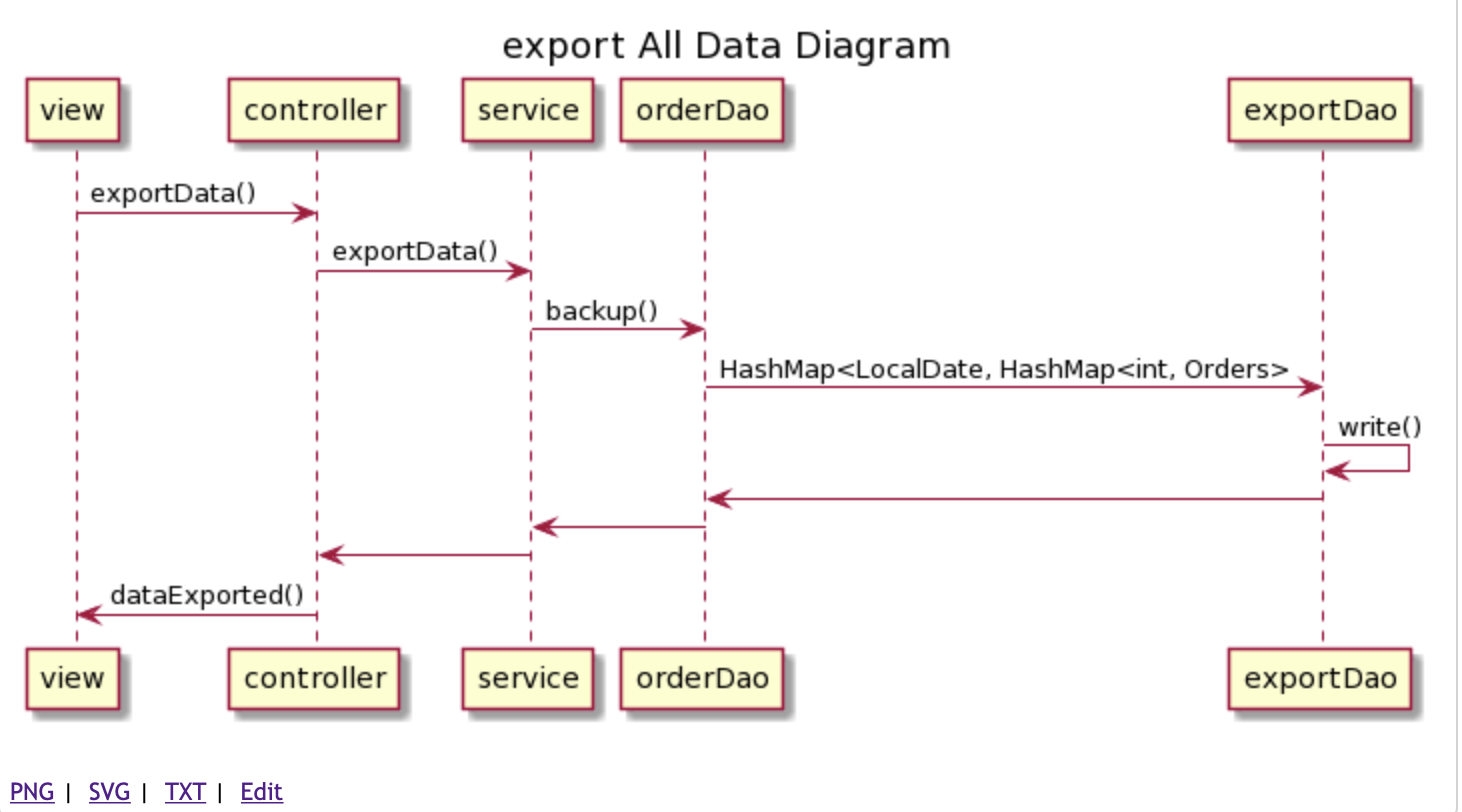 export All Data Diagram
view controller service orderDao exportDao
exportData()
exportData()
backup()
HashMap<LocalDate, HashMap<int, Orders>
write()
dataExported()
view controller service orderDao exportDao
PNG | SVG | TXT | Edit